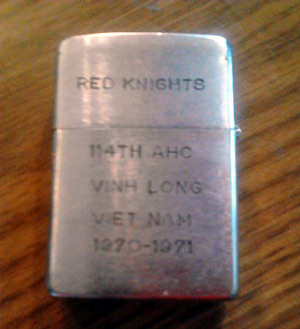 RED KNIGHTS
114TH AHC
VINH LONG
VIET NAM
1970-1971